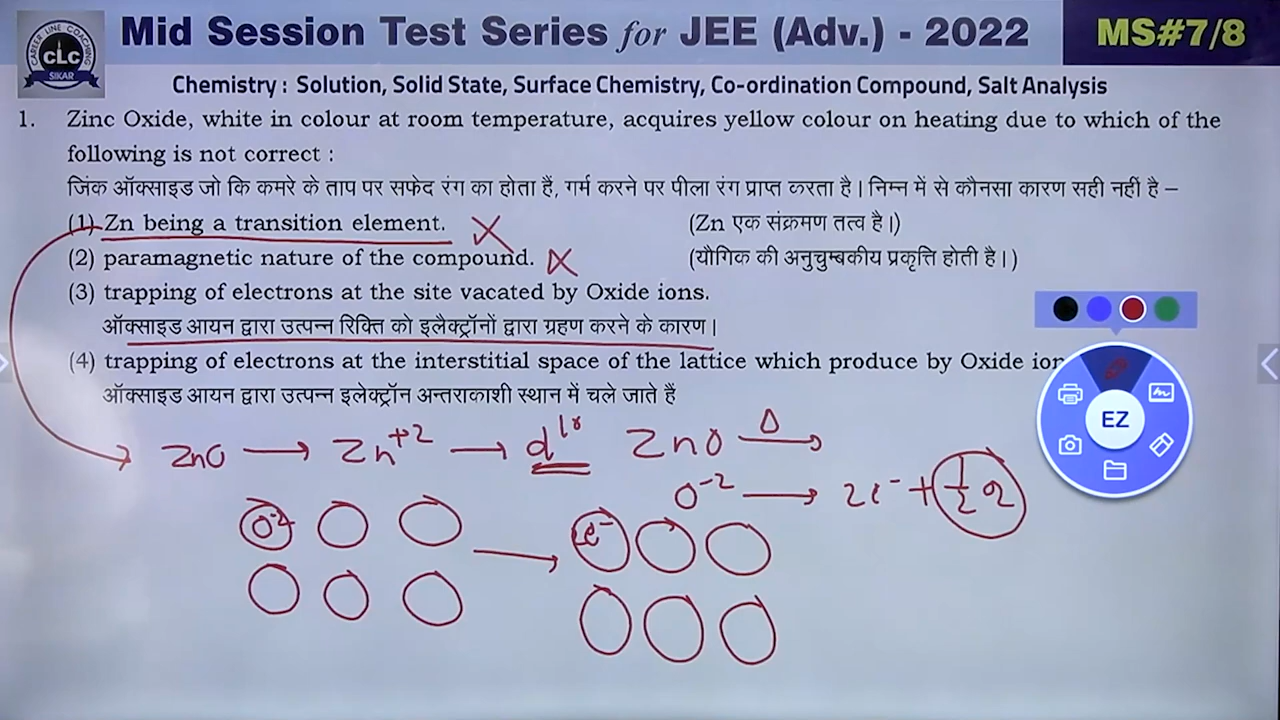 CAREER LINE COACHING
CLC
SIKAR
Mid Session Test Series for JEE (Adv.) - 2022
MS#7/8
Chemistry : Solution, Solid State, Surface Chemistry, Co-ordination Compound, Salt Analysis
1. Zinc Oxide, white in colour at room temperature, acquires yellow colour on heating due to which of the
following is not correct :
जिंक ऑक्साइड जो कि कमरे के ताप पर सफेद रंग का होता हैं, गर्म करने पर पीला रंग प्राप्त करता है। निम्न में से कौनसा कारण सही नहीं है –
(1) Zn being a transition element. X (Zn एक संक्रमण तत्व है।)
(2) paramagnetic nature of the compound. X (यौगिक की अनुचुम्बकीय प्रकृत्ति होती है।)
(3) trapping of electrons at the site vacated by Oxide ions.
ऑक्साइड आयन द्वारा उत्पन्न रिक्ति को इलैक्ट्रॉनों द्वारा ग्रहण करने के कारण।
(4) trapping of electrons at the interstitial space of the lattice which produce by Oxide ion
ऑक्साइड आयन द्वारा उत्पन्न इलेक्ट्रॉन अन्तराकाशी स्थान में चले जाते हैं
EZ
ZnO → Zn⁺² → d¹⁰ ZnO →Δ
O⁻² → 2e⁻ + ½ O₂
O⁻² → 2e⁻